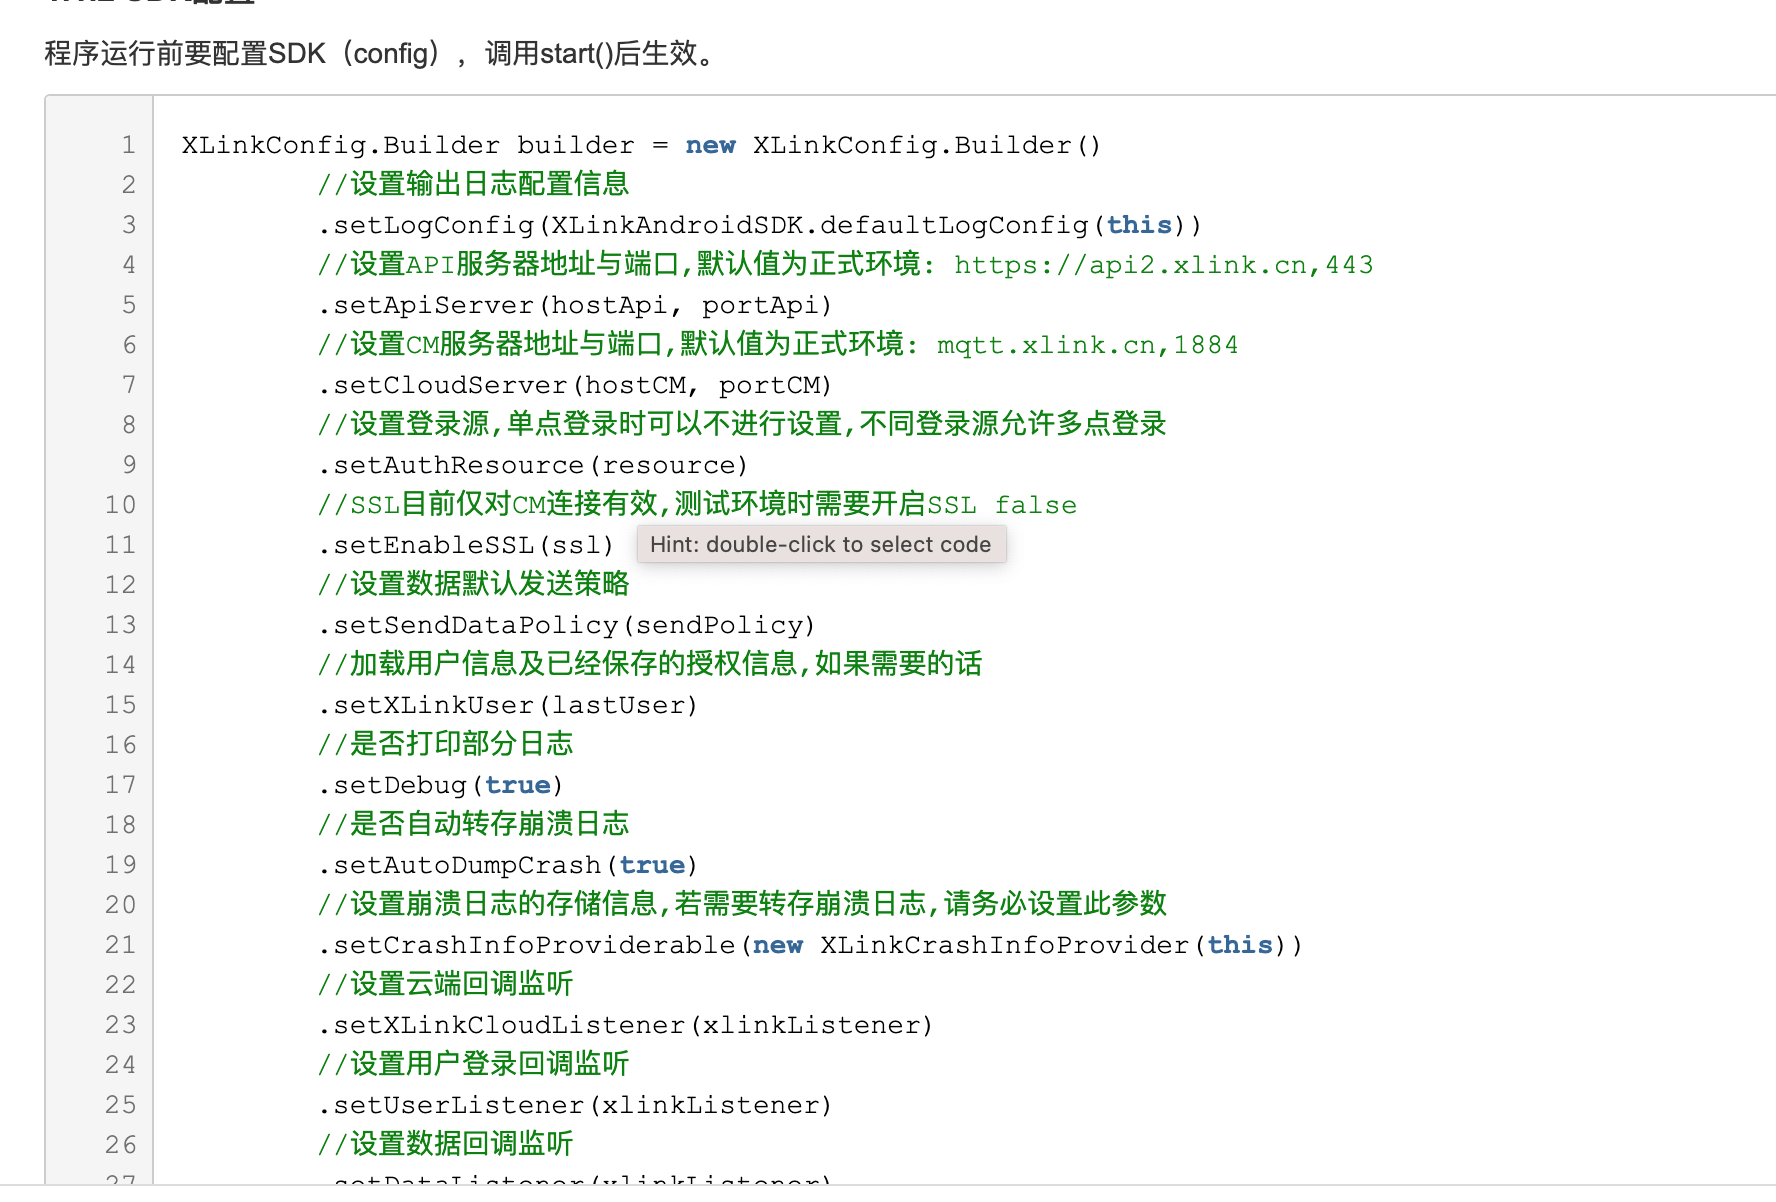 程序运行前要配置SDK（config），调用start()后生效。
1 XLinkConfig.Builder builder = new XLinkConfig.Builder()
2 //设置输出日志配置信息
3 .setLogConfig(XLinkAndroidSDK.defaultLogConfig(this))
4 //设置API服务器地址与端口,默认值为正式环境: https://api2.xlink.cn,443
5 .setApiServer(hostApi, portApi)
6 //设置CM服务器地址与端口,默认值为正式环境: mqtt.xlink.cn,1884
7 .setCloudServer(hostCM, portCM)
8 //设置登录源,单点登录时可以不进行设置,不同登录源允许多点登录
9 .setAuthResource(resource)
10 //SSL目前仅对CM连接有效,测试环境时需要开启SSL false
11 .setEnableSSL(ssl) Hint: double-click to select code
12 //设置数据默认发送策略
13 .setSendDataPolicy(sendPolicy)
14 //加载用户信息及已经保存的授权信息,如果需要的话
15 .setXLinkUser(lastUser)
16 //是否打印部分日志
17 .setDebug(true)
18 //是否自动转存崩溃日志
19 .setAutoDumpCrash(true)
20 //设置崩溃日志的存储信息,若需要转存崩溃日志,请务必设置此参数
21 .setCrashInfoProviderable(new XLinkCrashInfoProvider(this))
22 //设置云端回调监听
23 .setXLinkCloudListener(xlinkListener)
24 //设置用户登录回调监听
25 .setUserListener(xlinkListener)
26 //设置数据回调监听
27 .setDataListener(xlinkListener)